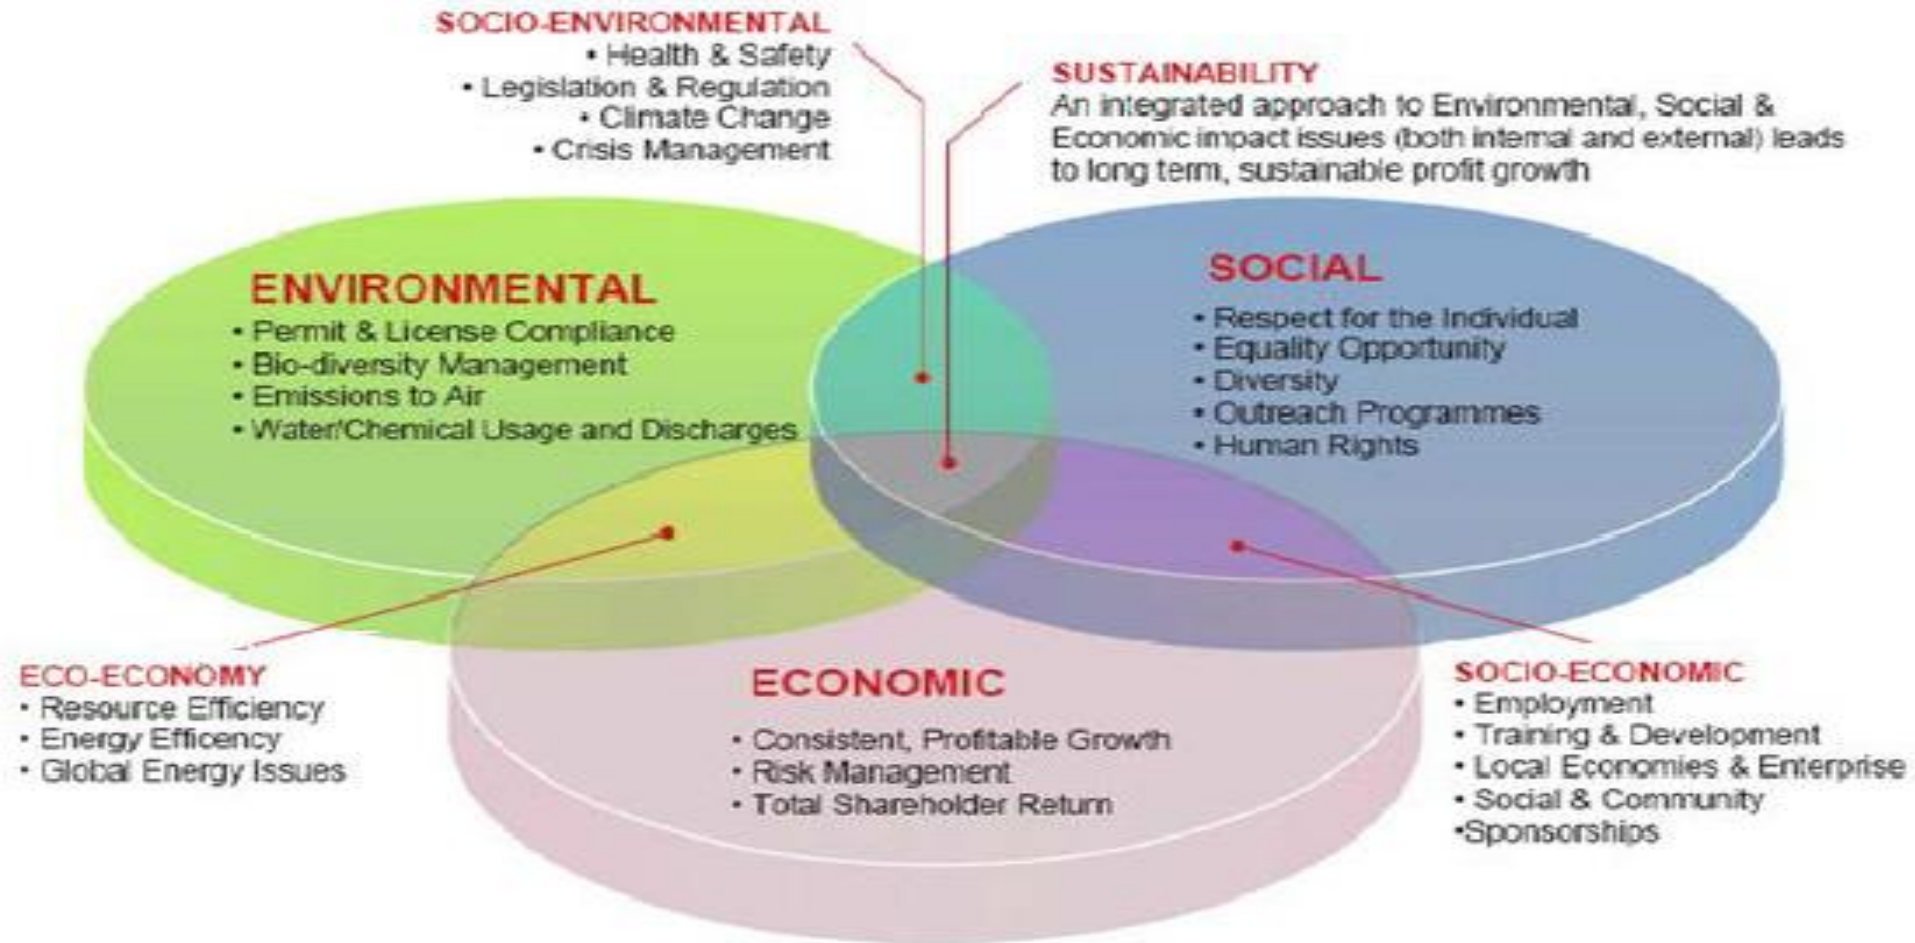 SOCIO-ENVIRONMENTAL
• Health & Safety
• Legislation & Regulation
• Climate Change
• Crisis Management
SUSTAINABILITY
An integrated approach to Environmental, Social &
Economic impact issues (both internal and external) leads
to long term, sustainable profit growth
ENVIRONMENTAL
• Permit & License Compliance
• Bio-diversity Management
• Emissions to Air
• Water/Chemical Usage and Discharges
SOCIAL
• Respect for the Individual
• Equality Opportunity
• Diversity
• Outreach Programmes
• Human Rights
ECO-ECONOMY
• Resource Efficiency
• Energy Efficency
• Global Energy Issues
ECONOMIC
• Consistent, Profitable Growth
• Risk Management
• Total Shareholder Return
SOCIO-ECONOMIC
• Employment
• Training & Development
• Local Economies & Enterprise
• Social & Community
•Sponsorships